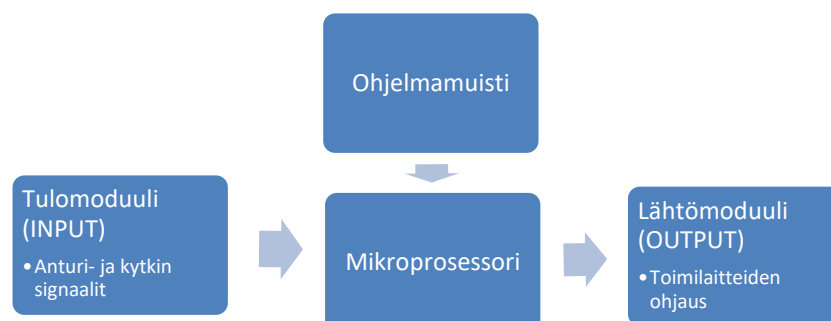 Ohjelmamuisti
Tulomoduuli
(INPUT)
•Anturi- ja kytkin
signaalit
Mikroprosessori
Lähtömoduuli
(OUTPUT)
•Toimilaitteiden
ohjaus